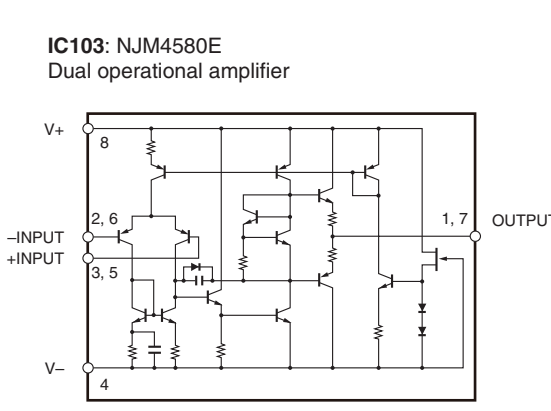 IC103: NJM4580E
Dual operational amplifier
V+
8
2, 6
–INPUT
+INPUT
3, 5
1, 7
OUTPUT
V–
4